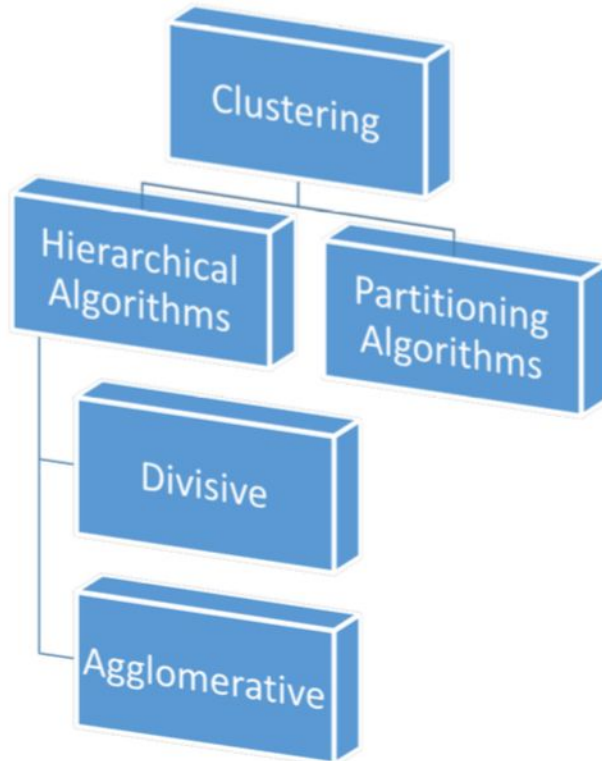 Clustering
Hierarchical
Algorithms
Partitioning
Algorithms
Divisive
Agglomerative